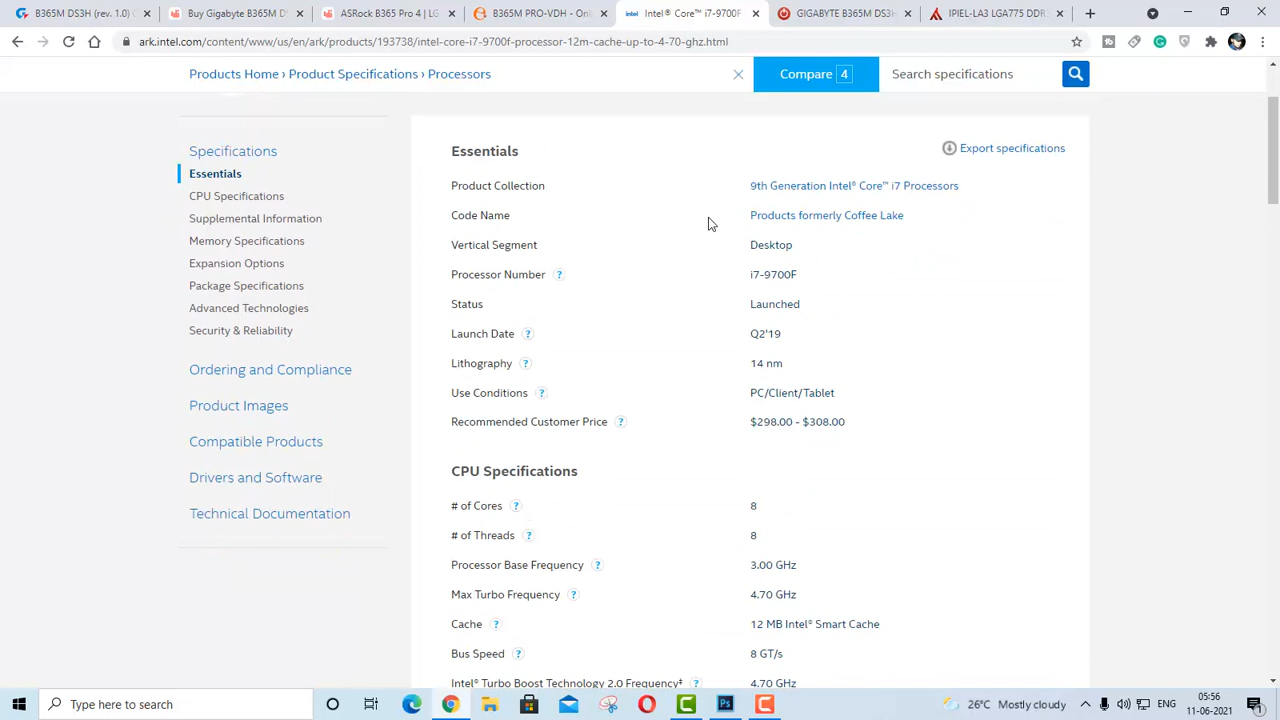 B365M DS3H (rev. 1.0)
Buy Gigabyte B365M DS
ASRock B365 Pro 4 | LG
B365M PRO-VDH - Onl
Intel® Core™ i7-9700F
GIGABYTE B365M DS3H
IPIEL-LA3 LGA775 DDR
ark.intel.com/content/www/us/en/ark/products/193738/intel-core-i7-9700f-processor-12m-cache-up-to-4-70-ghz.html
Products Home › Product Specifications › Processors
Compare 4
Search specifications
Specifications
Essentials
CPU Specifications
Supplemental Information
Memory Specifications
Expansion Options
Package Specifications
Advanced Technologies
Security & Reliability
Ordering and Compliance
Product Images
Compatible Products
Drivers and Software
Technical Documentation
Essentials
Export specifications
Product Collection 9th Generation Intel® Core™ i7 Processors
Code Name Products formerly Coffee Lake
Vertical Segment Desktop
Processor Number ? i7-9700F
Status Launched
Launch Date ? Q2'19
Lithography ? 14 nm
Use Conditions ? PC/Client/Tablet
Recommended Customer Price ? $298.00 - $308.00
CPU Specifications
# of Cores ? 8
# of Threads ? 8
Processor Base Frequency ? 3.00 GHz
Max Turbo Frequency ? 4.70 GHz
Cache ? 12 MB Intel® Smart Cache
Bus Speed ? 8 GT/s
Intel® Turbo Boost Technology 2.0 Frequency‡ ? 4.70 GHz
Type here to search
26°C Mostly cloudy
ENG
05:56
11-06-2021